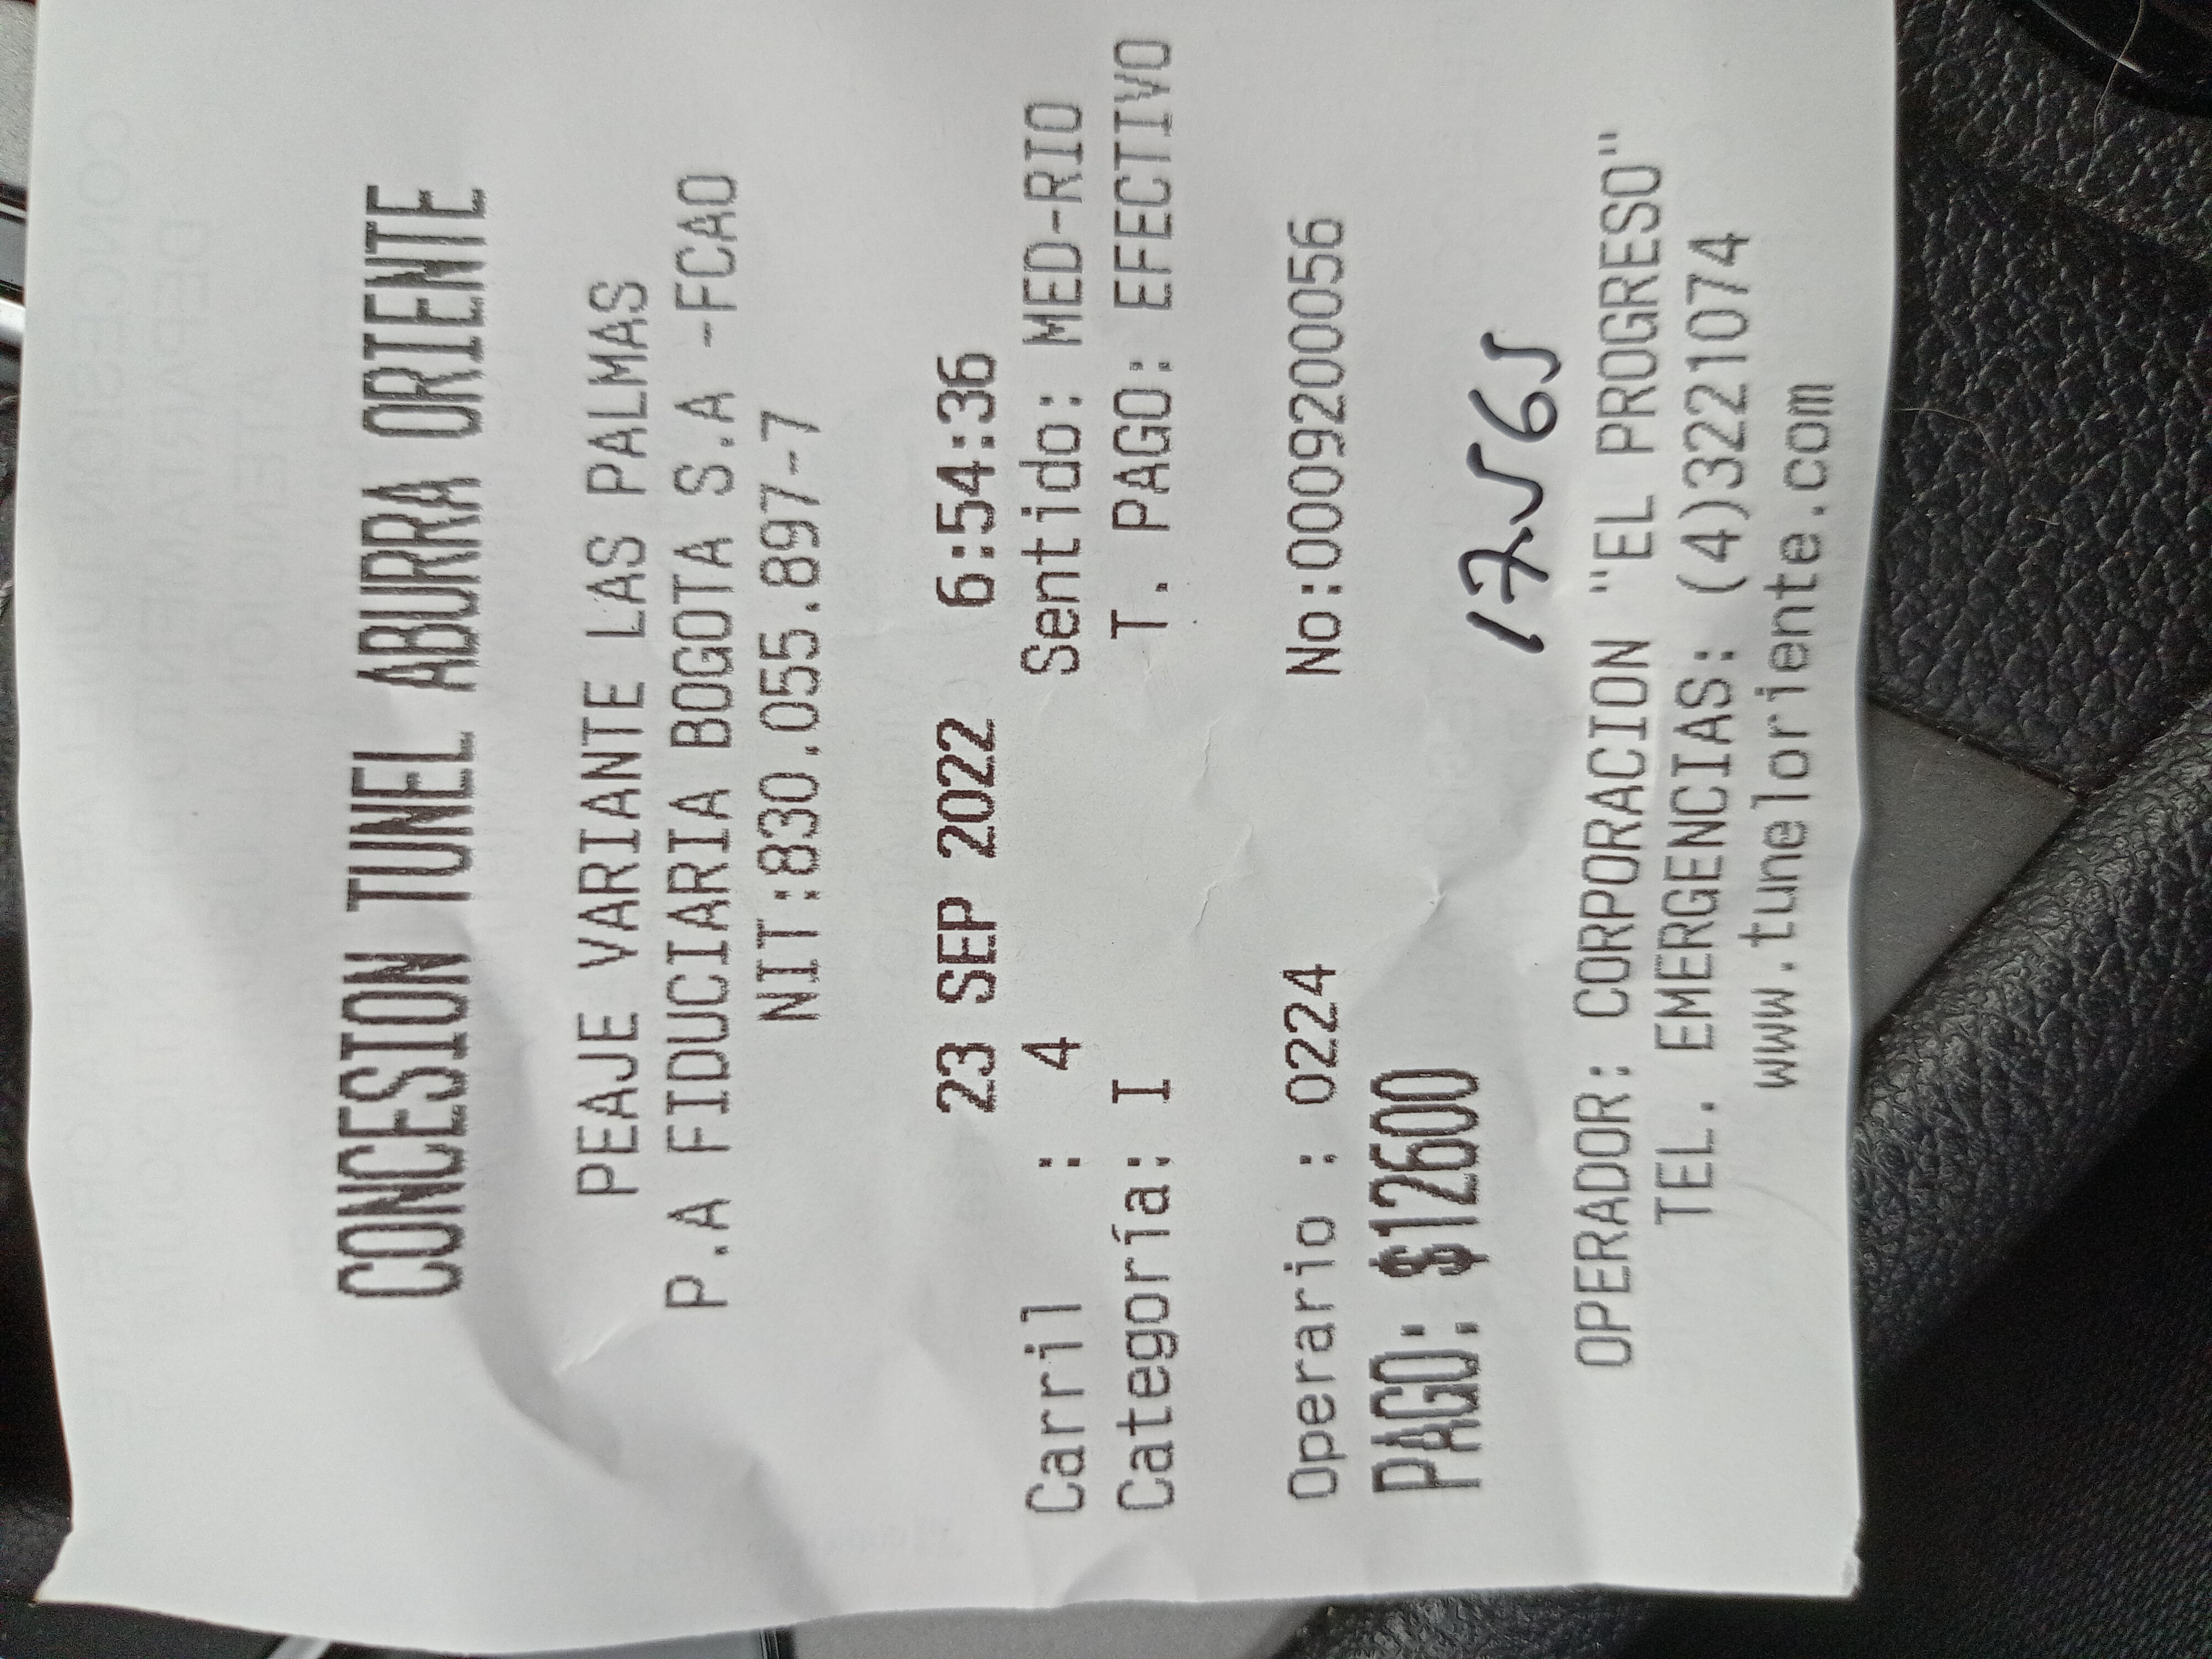 CONCESION TUNEL ABURRA ORIENTE
PEAJE VARIANTE LAS PALMAS
P.A FIDUCIARIA BOGOTA S.A -FCAO
NIT:830.055.897-7
23 SEP 2022 6:54:36
Carril : 4 Sentido: MED-RIO
Categoría: I T. PAGO: EFECTIVO
Operario : 0224 No:000920056
PAGO: $12600
17565
OPERADOR: CORPORACION "EL PROGRESO"
TEL. EMERGENCIAS: (4)3221074
www.tuneloriente.com